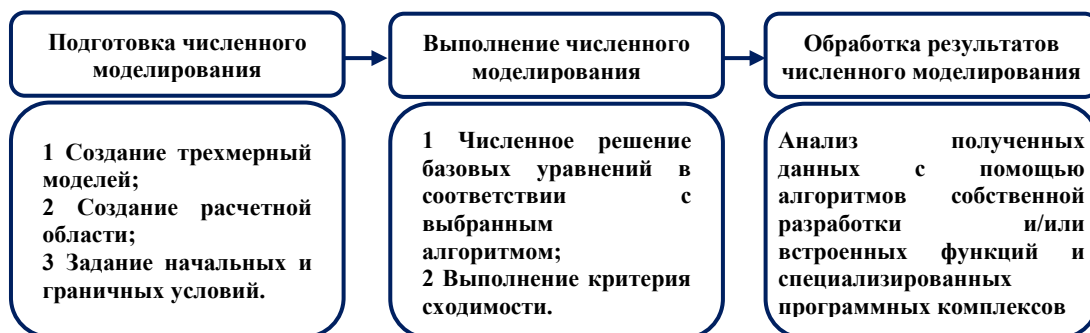 Подготовка численного
моделирования
Выполнение численного
моделирования
Обработка результатов
численного моделирования
1 Создание трехмерный
моделей;
2 Создание расчетной
области;
3 Задание начальных и
граничных условий.
1 Численное решение
базовых уравнений в
соответствии с
выбранным
алгоритмом;
2 Выполнение критерия
сходимости.
Анализ полученных
данных с помощью
алгоритмов собственной
разработки и/или
встроенных функций и
специализированных
программных комплексов